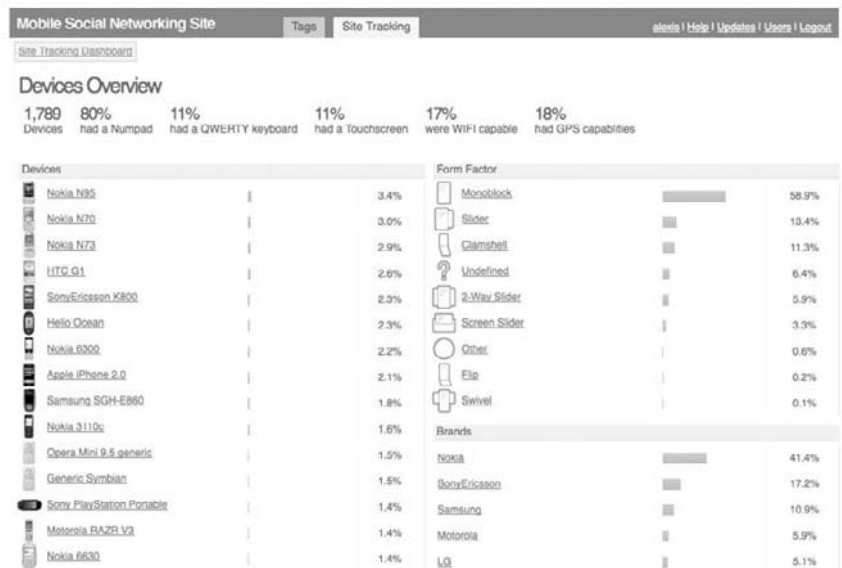 Mobile Social Networking Site
Tags
Site Tracking
alexis | Help | Updates | Users | Logout
Site Tracking Dashboard
Devices Overview
1,789 80% 11% 11% 17% 18%
Devices had a Numpad had a QWERTY keyboard had a Touchscreen were WIFI capable had GPS capablities
Devices
Nokia N95 3.4%
Nokia N70 3.0%
Nokia N73 2.9%
HTC G1 2.6%
SonyEricsson K800 2.3%
Helio Ocean 2.3%
Nokia 6300 2.2%
Apple iPhone 2.0 2.1%
Samsung SGH-E860 1.8%
Nokia 3110c 1.6%
Opera Mini 9.5 generic 1.5%
Generic Symbian 1.5%
Sony PlayStation Portable 1.4%
Motorola RAZR V3 1.4%
Nokia 6630 1.4%
Form Factor
Monoblock 58.9%
Slider 13.4%
Clamshell 11.3%
Undefined 6.4%
2-Way Slider 5.9%
Screen Slider 3.3%
Other 0.6%
Flip 0.2%
Swivel 0.1%
Brands
Nokia 41.4%
SonyEricsson 17.2%
Samsung 10.9%
Motorola 5.9%
LG 5.1%